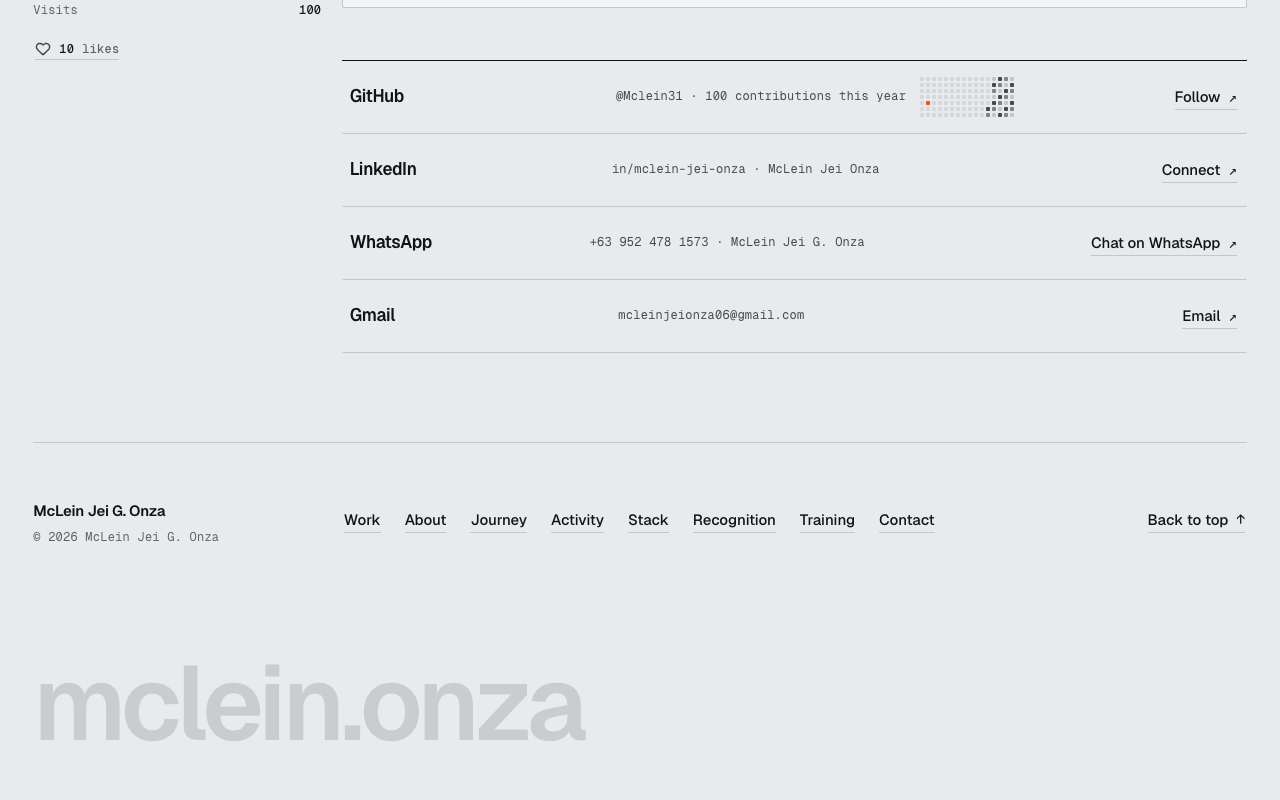 Visits 100
10 likes
GitHub @Mclein31 · 100 contributions this year Follow ↗
LinkedIn in/mclein-jei-onza · McLein Jei Onza Connect ↗
WhatsApp +63 952 478 1573 · McLein Jei G. Onza Chat on WhatsApp ↗
Gmail mcleinjeionza06@gmail.com Email ↗
McLein Jei G. Onza
© 2026 McLein Jei G. Onza
Work About Journey Activity Stack Recognition Training Contact Back to top ↑
mclein.onza